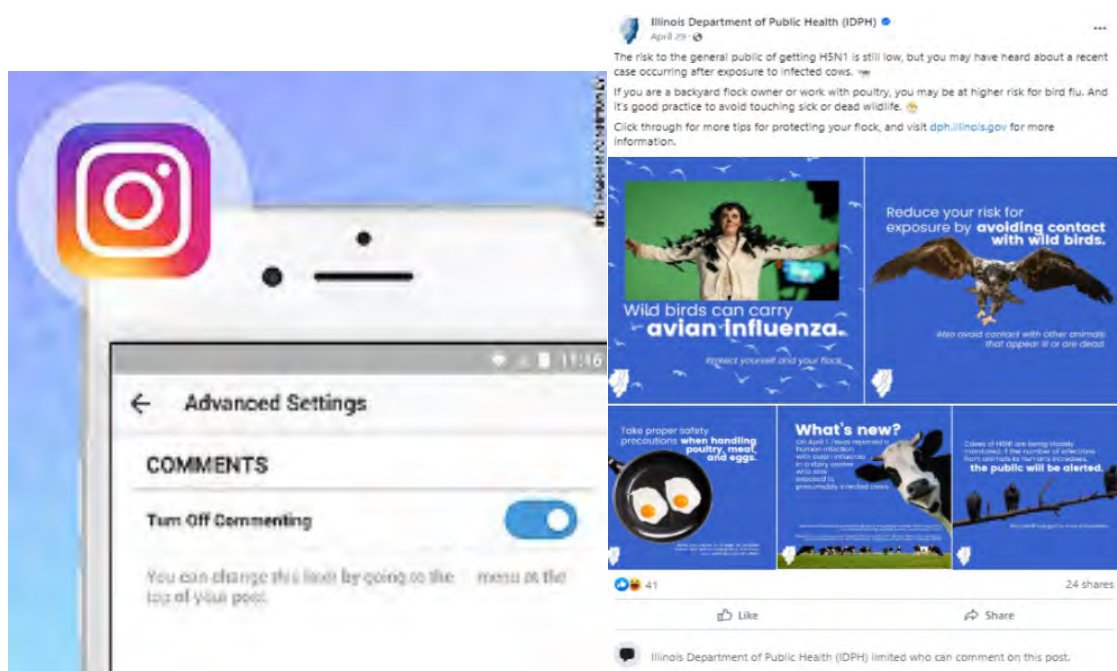 11:16
Advanced Settings
COMMENTS
Turn Off Commenting
You can change this later by going to the menu at the
top of your post.
Illinois Department of Public Health (IDPH)
April 29
The risk to the general public of getting H5N1 is still low, but you may have heard about a recent
case occurring after exposure to infected cows.
If you are a backyard flock owner or work with poultry, you may be at higher risk for bird flu. And
it's good practice to avoid touching sick or dead wildlife.
Click through for more tips for protecting your flock, and visit dph.illinois.gov for more
information.
Wild birds can carry
avian influenza.
Protect yourself and your flock.
Reduce your risk for
exposure by avoiding contact
with wild birds.
Also avoid contact with other animals
that appear ill or are dead.
Take proper safety
precautions when handling
poultry, meat,
and eggs.
What's new?
On April 1, Texas reported a
human infection
with avian influenza
in a dairy worker
who was
exposed to
presumably infected cows.
Cases of H5N1 are being closely
monitored. If the number of infections
from animals to humans increases,
the public will be alerted.
41
24 shares
Like
Share
Illinois Department of Public Health (IDPH) limited who can comment on this post.